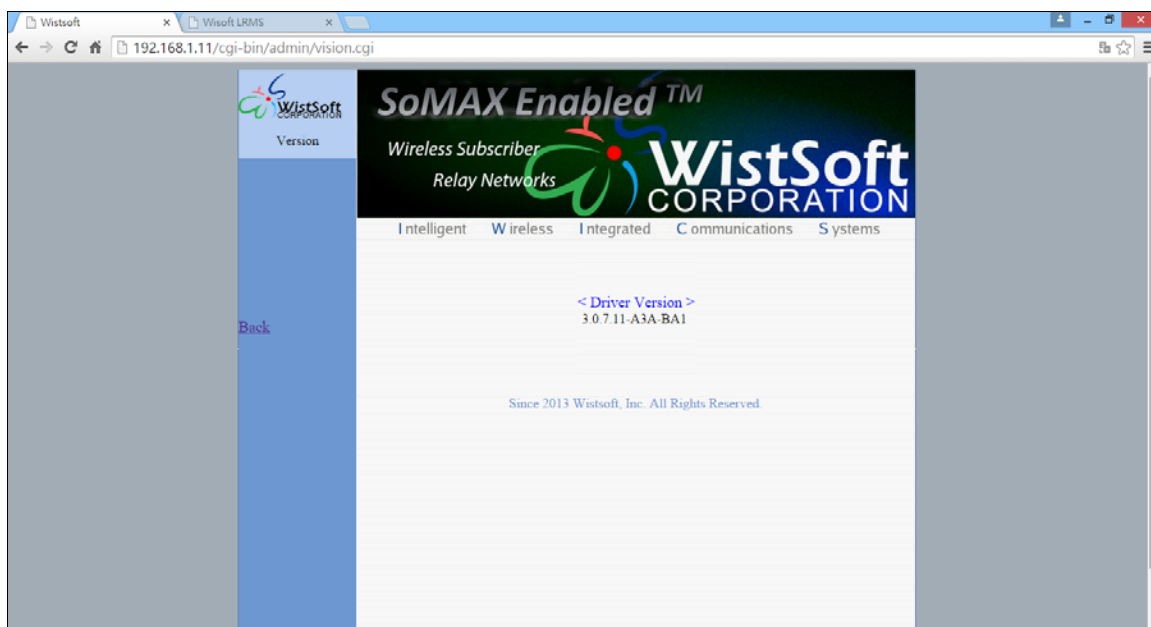 Wistsoft
Wisoft LRMS
192.168.1.11/cgi-bin/admin/vision.cgi
WistSoft
CORPORATION
Version
SoMAX Enabled TM
Wireless Subscriber
Relay Networks
WistSoft
CORPORATION
Intelligent Wireless Integrated Communications Systems
< Driver Version >
3.0.7.11-A3A-BA1
Back
Since 2013 Wistsoft, Inc. All Rights Reserved.